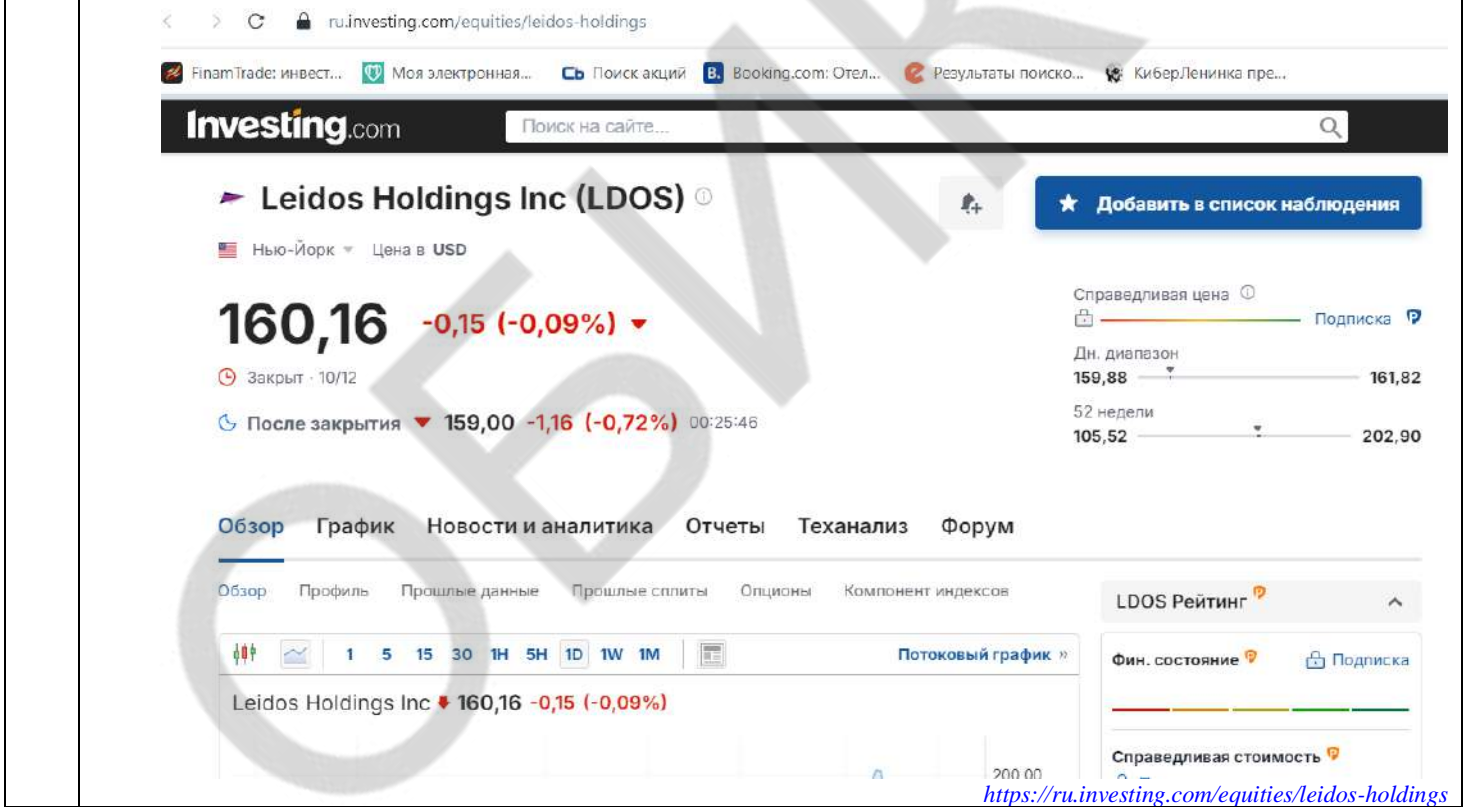 ru.investing.com/equities/leidos-holdings
FinamTrade: инвест... Моя электронная... Сь Поиск акций B. Booking.com: Отел... Результаты поиско... КиберЛенинка пре...
Investing.com Поиск на сайте...
Leidos Holdings Inc (LDOS)
Добавить в список наблюдения
Нью-Йорк Цена в USD
160,16 -0,15 (-0,09%)
Закрыт · 10/12
После закрытия 159,00 -1,16 (-0,72%) 00:25:46
Справедливая цена
Подписка
Дн. диапазон
159,88 161,82
52 недели
105,52 202,90
Обзор График Новости и аналитика Отчеты Теханализ Форум
Обзор Профиль Прошлые данные Прошлые сплиты Опционы Компонент индексов
LDOS Рейтинг
1 5 15 30 1H 5H 1D 1W 1M Потоковый график »
Фин. состояние Подписка
Leidos Holdings Inc 160,16 -0,15 (-0,09%)
Справедливая стоимость
200,00
https://ru.investing.com/equities/leidos-holdings
ОБИК